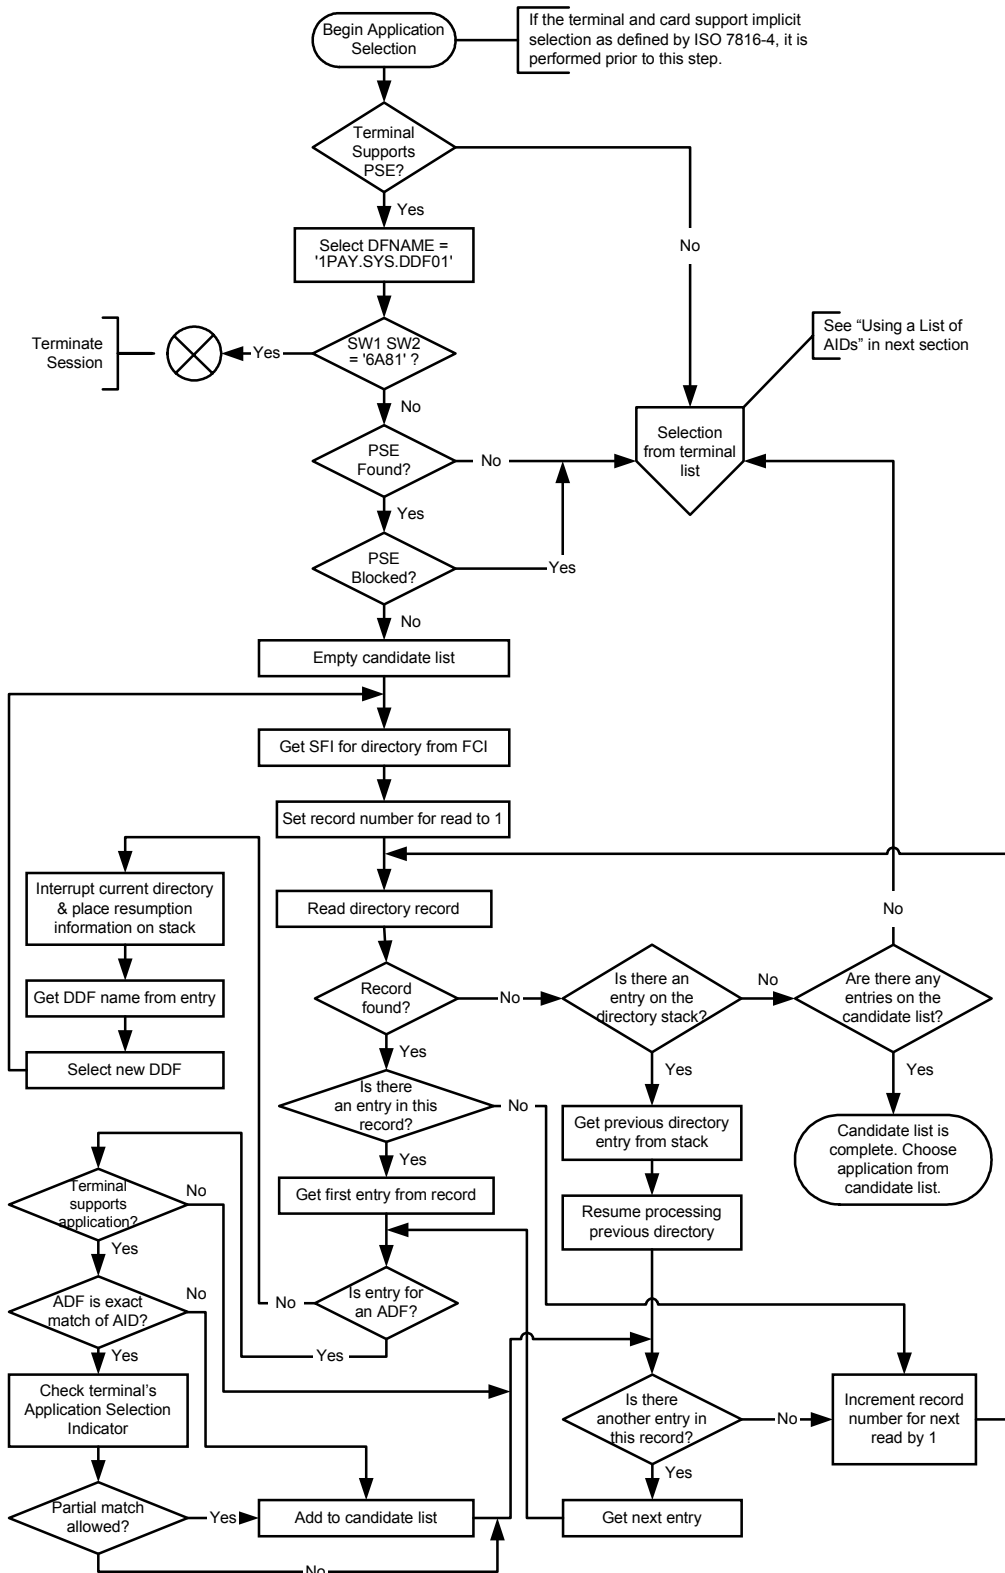 Begin Application
Selection
If the terminal and card support implicit
selection as defined by ISO 7816-4, it is
performed prior to this step.
Terminal
Supports
PSE?
Yes
No
Select DFNAME =
'1PAY.SYS.DDF01'
Terminate
Session
Yes
SW1 SW2
= '6A81' ?
See “Using a List of
AIDs” in next section
No
PSE
Found?
No
Selection
from terminal
list
Yes
PSE
Blocked?
Yes
No
Empty candidate list
Get SFI for directory from FCI
Set record number for read to 1
Interrupt current directory
& place resumption
information on stack
Read directory record
No
Get DDF name from entry
Record
found?
No
Is there an
entry on the
directory stack?
No
Are there any
entries on the
candidate list?
Select new DDF
Yes
Yes
Yes
Is there
an entry in this
record?
No
Get previous directory
entry from stack
Candidate list is
complete. Choose
application from
candidate list.
Yes
Terminal
supports
application?
No
Get first entry from record
Resume processing
previous directory
Yes
ADF is exact
match of AID?
No
No
Is entry for
an ADF?
Yes
Yes
Check terminal’s
Application Selection
Indicator
Is there
another entry in
this record?
No
Increment record
number for next
read by 1
Yes
Partial match
allowed?
Yes
Add to candidate list
Get next entry
No